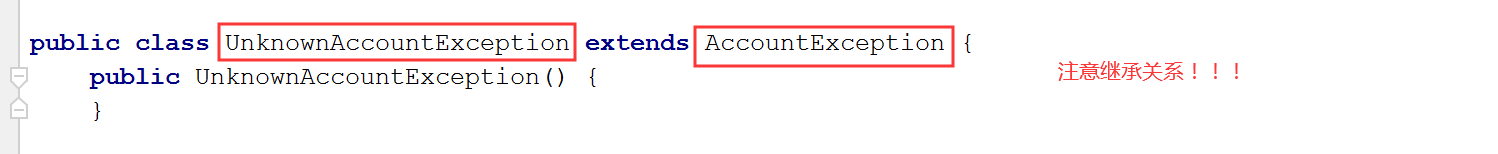 public class UnknownAccountException extends AccountException {
public UnknownAccountException() {
注意继承关系！！！
}